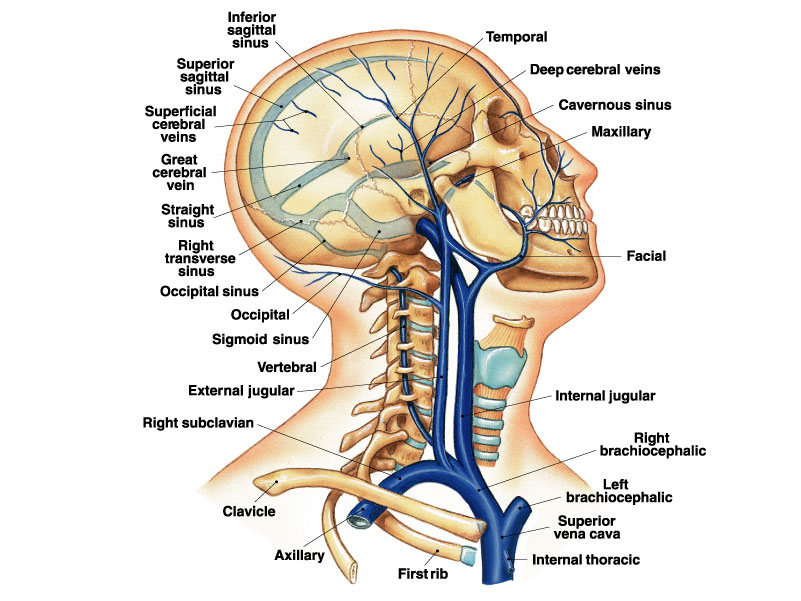 Inferior
sagittal
sinus
Superior
sagittal
sinus
Superficial
cerebral
veins
Great
cerebral
vein
Straight
sinus
Right
transverse
sinus
Occipital sinus
Occipital
Sigmoid sinus
Vertebral
External jugular
Right subclavian
Clavicle
Axillary
First rib
Temporal
Deep cerebral veins
Cavernous sinus
Maxillary
Facial
Internal jugular
Right
brachiocephalic
Left
brachiocephalic
Superior
vena cava
Internal thoracic